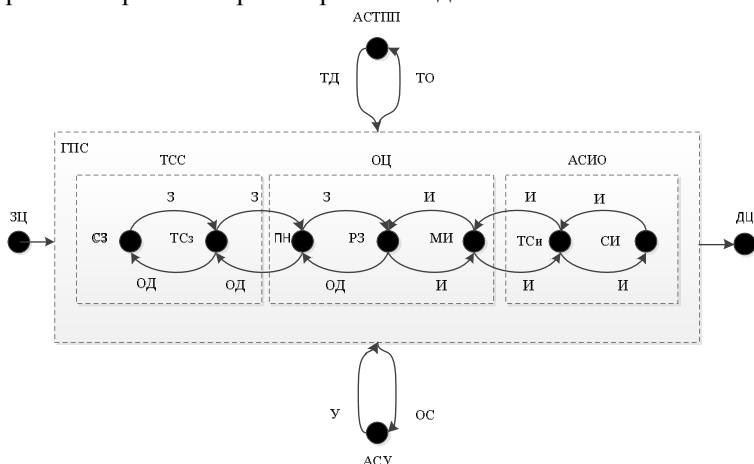 АСТПП
ТД
ТО
ГПС
ТСС
ОЦ
АСИО
З
З
З
И
И
И
ЗЦ
ДЦ
СЗ
ТСз
ПН
РЗ
МИ
ТСи
СИ
ОД
ОД
ОД
И
И
И
У
ОС
АСУ